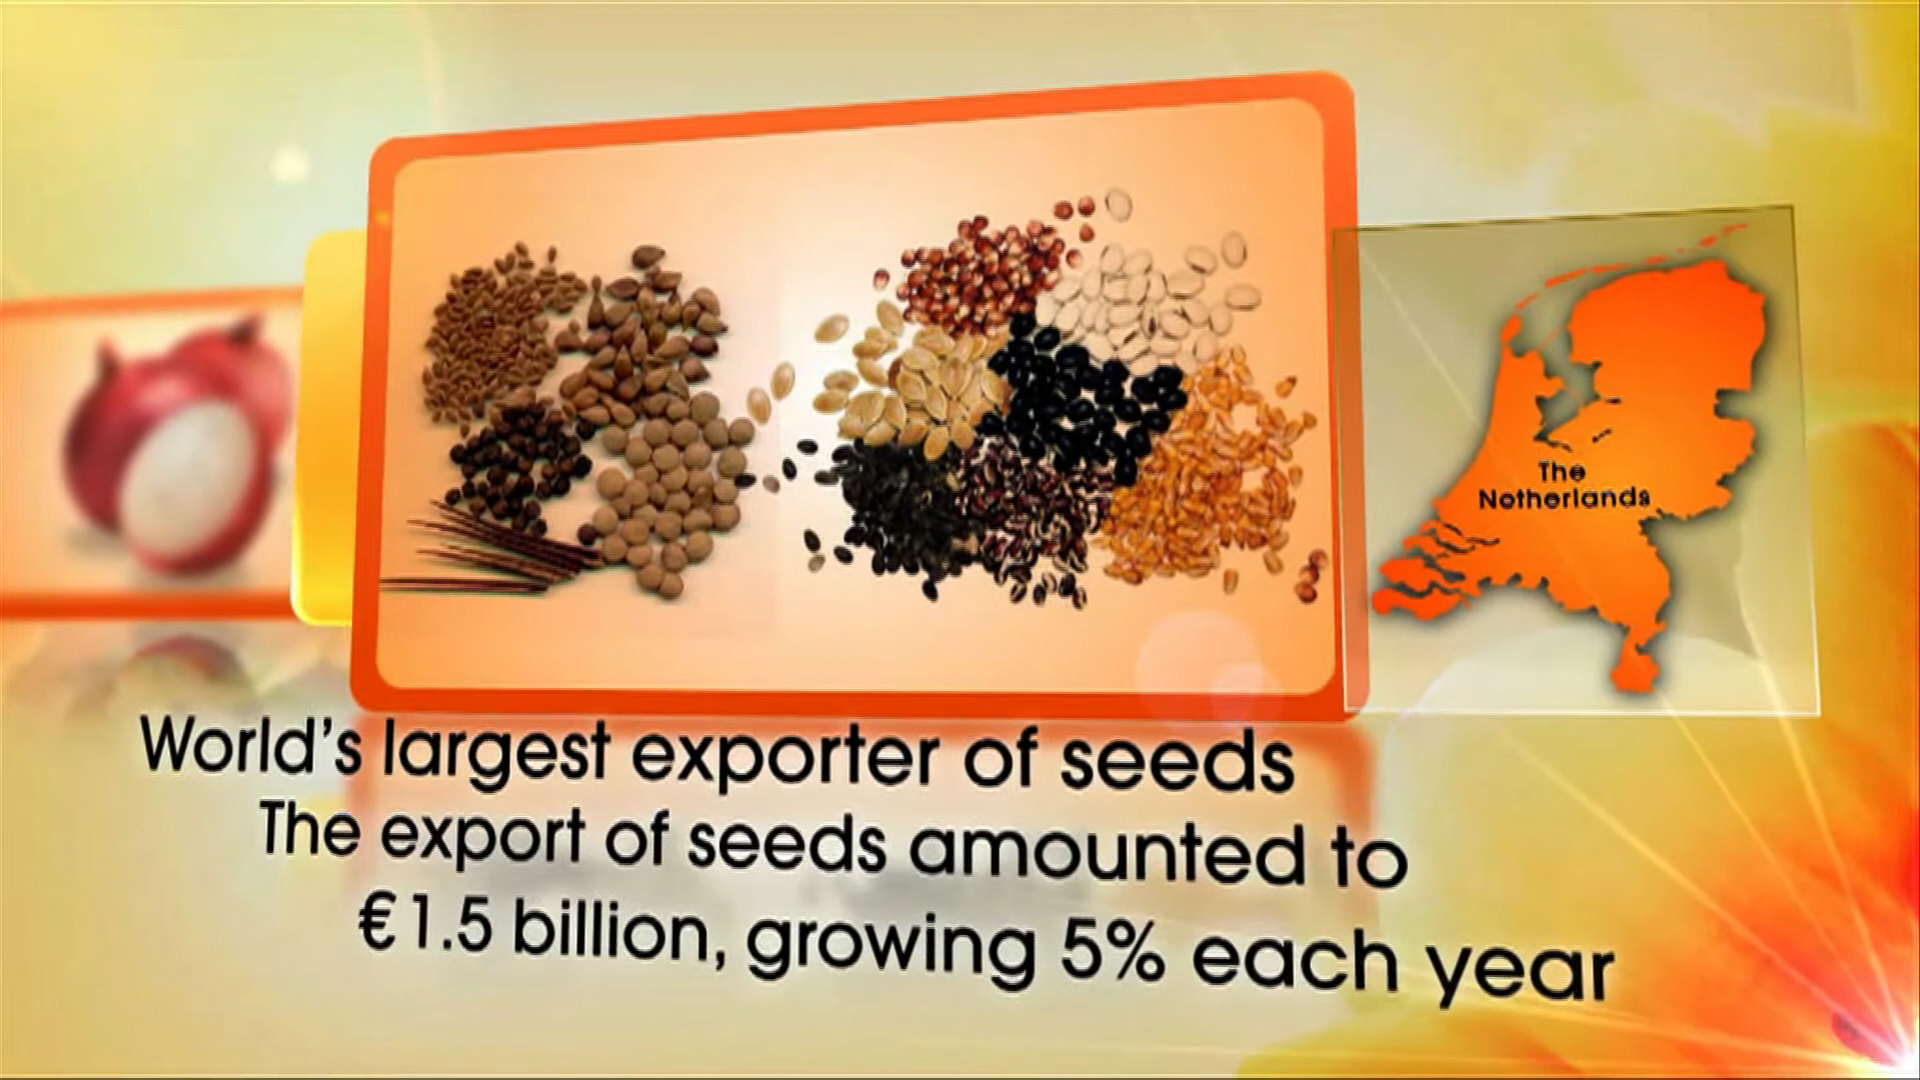 The
Netherlands
World's largest exporter of seeds
The export of seeds amounted to
€1.5 billion, growing 5% each year